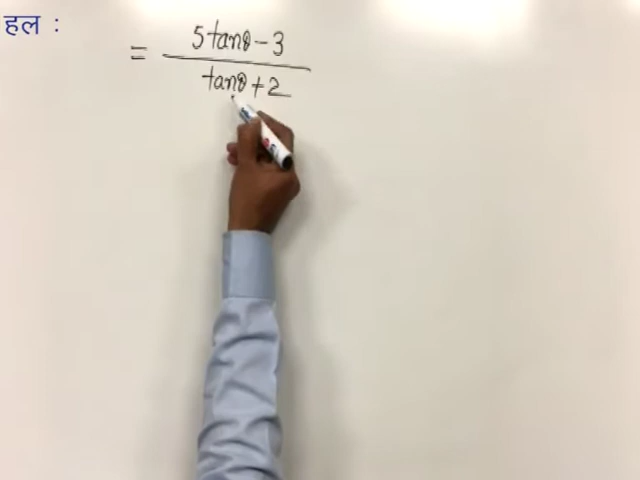 हल :
= 5tanθ - 3
tanθ + 2